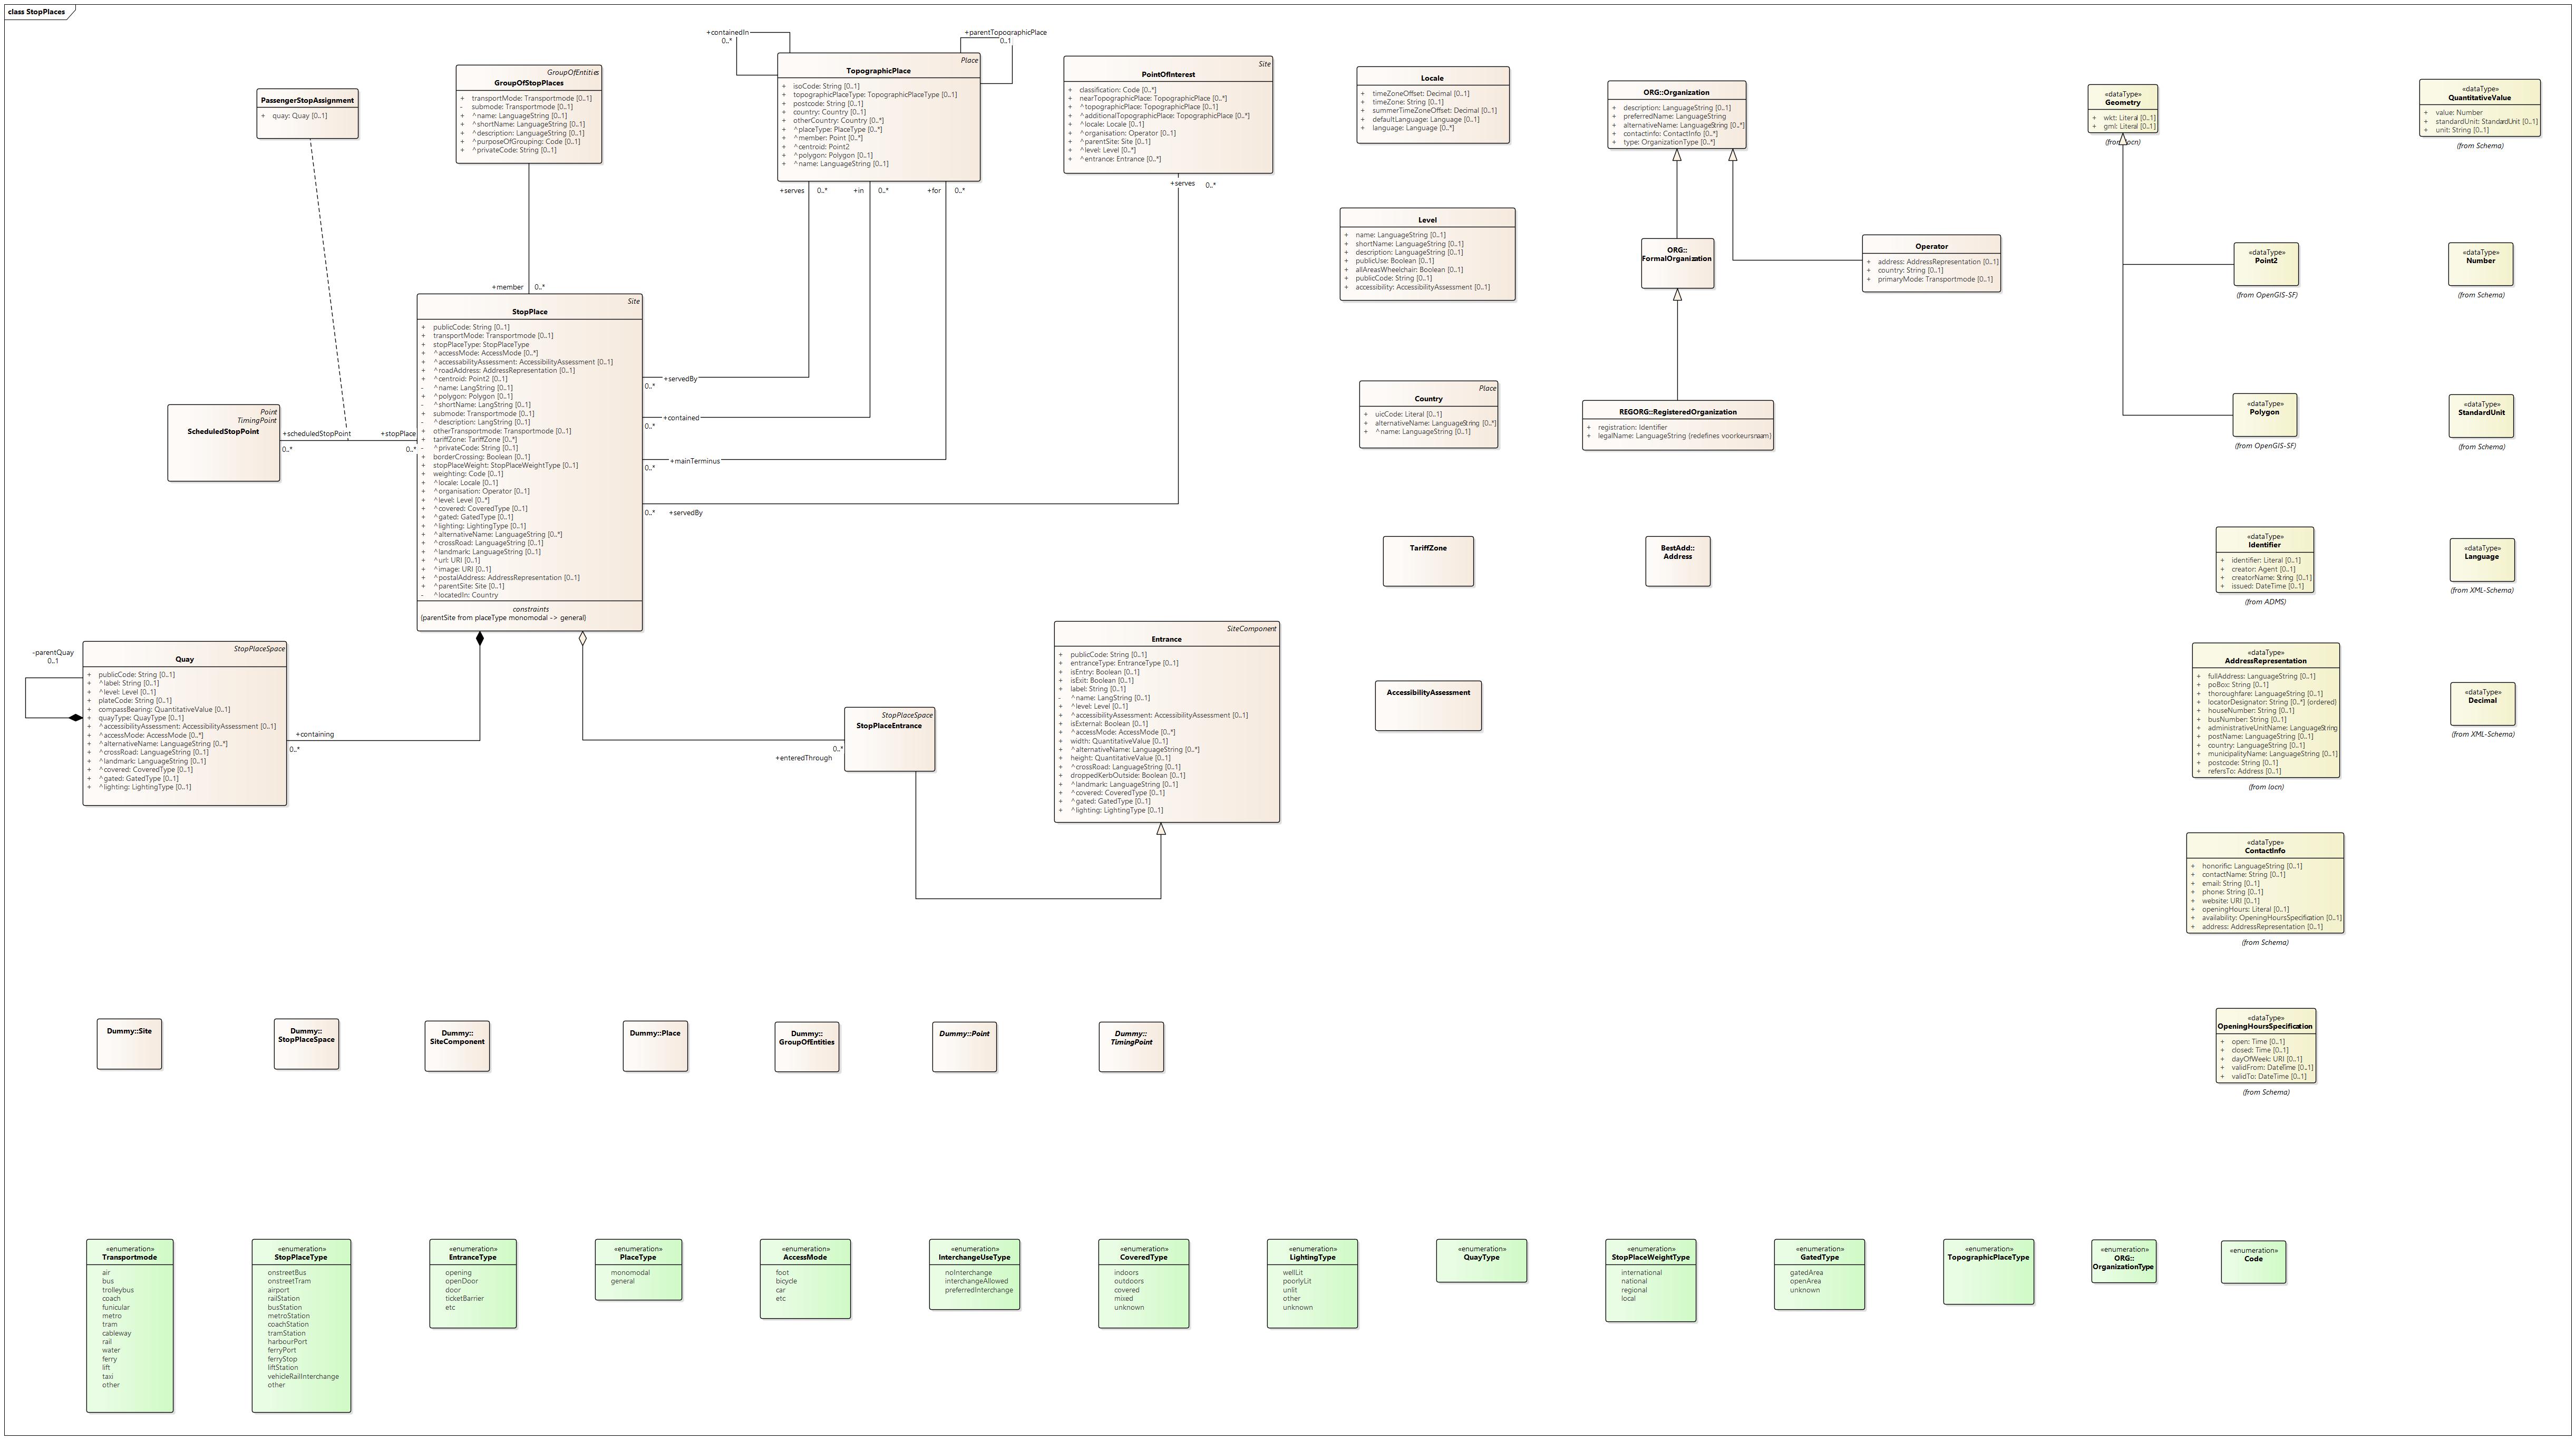 class StopPlaces
PassengerStopAssignment
+ quay: Quay [0..1]
GroupOfEntities
GroupOfStopPlaces
+ transportMode: Transportmode [0..1]
- submode: Transportmode [0..1]
+ ^name: LanguageString [0..1]
+ ^shortName: LanguageString [0..1]
+ ^description: LanguageString [0..1]
+ ^purposeOfGrouping: Code [0..1]
+ ^privateCode: String [0..1]
+containedIn
0..*
+parentTopographicPlace
0..1
Place
TopographicPlace
+ isoCode: String [0..1]
+ topographicPlaceType: TopographicPlaceType [0..1]
+ postcode: String [0..1]
+ country: Country [0..1]
+ otherCountry: Country [0..*]
+ ^placeType: PlaceType [0..*]
+ ^member: Point [0..*]
+ ^centroid: Point2
+ ^polygon: Polygon [0..1]
+ ^name: LanguageString [0..1]
+serves 0..* +in 0..* +for 0..*
Site
PointOfInterest
+ classification: Code [0..*]
+ nearTopographicPlace: TopographicPlace [0..*]
+ ^topographicPlace: TopographicPlace [0..1]
+ ^additionalTopographicPlace: TopographicPlace [0..*]
+ ^locale: Locale [0..1]
+ ^organisation: Operator [0..1]
+ ^parentSite: Site [0..1]
+ ^level: Level [0..*]
+ ^entrance: Entrance [0..*]
+serves 0..*
Locale
+ timeZoneOffset: Decimal [0..1]
+ timeZone: String [0..1]
+ summerTimeZoneOffset: Decimal [0..1]
+ defaultLanguage: Language [0..1]
+ language: Language [0..*]
ORG::Organization
+ description: LanguageString [0..1]
+ preferredName: LanguageString
+ alternativeName: LanguageString [0..*]
+ contactinfo: ContactInfo [0..*]
+ type: OrganizationType [0..*]
«dataType»
Geometry
+ wkt: Literal [0..1]
+ gml: Literal [0..1]
(from locn)
«dataType»
QuantitativeValue
+ value: Number
+ standardUnit: StandardUnit [0..1]
+ unit: String [0..1]
(from Schema)
Level
+ name: LanguageString [0..1]
+ shortName: LanguageString [0..1]
+ description: LanguageString [0..1]
+ publicUse: Boolean [0..1]
+ allAreasWheelchair: Boolean [0..1]
+ publicCode: String [0..1]
+ accessibility: AccessibilityAssessment [0..1]
ORG::
FormalOrganization
Operator
+ address: AddressRepresentation [0..1]
+ country: String [0..1]
+ primaryMode: Transportmode [0..1]
«dataType»
Point2
(from OpenGIS-SF)
«dataType»
Number
(from Schema)
+member 0..*
Site
StopPlace
+ publicCode: String [0..1]
+ transportMode: Transportmode [0..1]
+ stopPlaceType: StopPlaceType
+ ^accessMode: AccessMode [0..*]
+ ^accessabilityAssessment: AccessibilityAssessment [0..1]
+ ^roadAddress: AddressRepresentation [0..1]
+ ^centroid: Point2 [0..1]
- ^name: LangString [0..1]
+ ^polygon: Polygon [0..1]
- ^shortName: LangString [0..1]
+ submode: Transportmode [0..1]
- ^description: LangString [0..1]
+ otherTransportmode: Transportmode [0..1]
+ tariffZone: TariffZone [0..*]
- ^privateCode: String [0..1]
+ borderCrossing: Boolean [0..1]
+ stopPlaceWeight: StopPlaceWeightType [0..1]
+ weighting: Code [0..1]
+ ^locale: Locale [0..1]
+ ^organisation: Operator [0..1]
+ ^level: Level [0..*]
+ ^covered: CoveredType [0..1]
+ ^gated: GatedType [0..1]
+ ^lighting: LightingType [0..1]
+ ^alternativeName: LanguageString [0..*]
+ ^crossRoad: LanguageString [0..1]
+ ^landmark: LanguageString [0..1]
+ ^url: URI [0..1]
+ ^image: URI [0..1]
+ ^postalAddress: AddressRepresentation [0..1]
+ ^parentSite: Site [0..1]
- ^locatedIn: Country
constraints
{parentSite from placeType monomodal -> general}
+servedBy
0..*
+contained
0..*
+mainTerminus
0..*
0..* +servedBy
Point
TimingPoint
ScheduledStopPoint
+scheduledStopPoint
0..*
+stopPlace
0..*
Place
Country
+ uicCode: Literal [0..1]
+ alternativeName: LanguageString [0..*]
+ ^name: LanguageString [0..1]
REGORG::RegisteredOrganization
+ registration: Identifier
+ legalName: LanguageString {redefines voorkeursnaam}
«dataType»
Polygon
(from OpenGIS-SF)
«dataType»
StandardUnit
(from Schema)
TariffZone
BestAdd::
Address
«dataType»
Identifier
+ identifier: Literal [0..1]
+ creator: Agent [0..1]
+ creatorName: String [0..1]
+ issued: DateTime [0..1]
(from ADMS)
«dataType»
Language
(from XML-Schema)
-parentQuay
0..1
StopPlaceSpace
Quay
+ publicCode: String [0..1]
+ ^label: String [0..1]
+ ^level: Level [0..1]
+ plateCode: String [0..1]
+ compassBearing: QuantitativeValue [0..1]
+ quayType: QuayType [0..1]
+ ^accessibilityAssessment: AccessibilityAssessment [0..1]
+ ^accessMode: AccessMode [0..*]
+ ^alternativeName: LanguageString [0..*]
+ ^crossRoad: LanguageString [0..1]
+ ^landmark: LanguageString [0..1]
+ ^covered: CoveredType [0..1]
+ ^gated: GatedType [0..1]
+ ^lighting: LightingType [0..1]
+containing
0..*
StopPlaceSpace
StopPlaceEntrance
0..*
+enteredThrough
SiteComponent
Entrance
+ publicCode: String [0..1]
+ entranceType: EntranceType [0..1]
+ isEntry: Boolean [0..1]
+ isExit: Boolean [0..1]
+ label: String [0..1]
- ^name: LangString [0..1]
+ ^level: Level [0..1]
+ ^accessibilityAssessment: AccessibilityAssessment [0..1]
+ isExternal: Boolean [0..1]
+ ^accessMode: AccessMode [0..*]
+ width: QuantitativeValue [0..1]
+ ^alternativeName: LanguageString [0..*]
+ height: QuantitativeValue [0..1]
+ ^crossRoad: LanguageString [0..1]
+ droppedKerbOutside: Boolean [0..1]
+ ^landmark: LanguageString [0..1]
+ ^covered: CoveredType [0..1]
+ ^gated: GatedType [0..1]
+ ^lighting: LightingType [0..1]
AccessibilityAssessment
«dataType»
AddressRepresentation
+ fullAddress: LanguageString [0..1]
+ poBox: String [0..1]
+ thoroughfare: LanguageString [0..1]
+ locatorDesignator: String [0..*] {ordered}
+ houseNumber: String [0..1]
+ busNumber: String [0..1]
+ administrativeUnitName: LanguageString
+ postName: LanguageString [0..1]
+ country: LanguageString [0..1]
+ municipalityName: LanguageString [0..1]
+ postcode: String [0..1]
+ refersTo: Address [0..1]
(from locn)
«dataType»
Decimal
(from XML-Schema)
«dataType»
ContactInfo
+ honorific: LanguageString [0..1]
+ contactName: String [0..1]
+ email: String [0..1]
+ phone: String [0..1]
+ website: URI [0..1]
+ openingHours: Literal [0..1]
+ availability: OpeningHoursSpecification [0..1]
+ address: AddressRepresentation [0..1]
(from Schema)
Dummy::Site
Dummy::
StopPlaceSpace
Dummy::
SiteComponent
Dummy::Place
Dummy::
GroupOfEntities
Dummy::Point
Dummy::
TimingPoint
«dataType»
OpeningHoursSpecification
+ open: Time [0..1]
+ closed: Time [0..1]
+ dayOfWeek: URI [0..1]
+ validFrom: DateTime [0..1]
+ validTo: DateTime [0..1]
(from Schema)
«enumeration»
Transportmode
air
bus
trolleybus
coach
funicular
metro
tram
cableway
rail
water
ferry
lift
taxi
other
«enumeration»
StopPlaceType
onstreetBus
onstreetTram
airport
railStation
busStation
metroStation
coachStation
tramStation
harbourPort
ferryPort
ferryStop
liftStation
vehicleRailInterchange
other
«enumeration»
EntranceType
opening
openDoor
door
ticketBarrier
etc
«enumeration»
PlaceType
monomodal
general
«enumeration»
AccessMode
foot
bicycle
car
etc
«enumeration»
InterchangeUseType
noInterchange
interchangeAllowed
preferredInterchange
«enumeration»
CoveredType
indoors
outdoors
covered
mixed
unknown
«enumeration»
LightingType
wellLit
poorlyLit
unlit
other
unknown
«enumeration»
QuayType
«enumeration»
StopPlaceWeightType
international
national
regional
local
«enumeration»
GatedType
gatedArea
openArea
unknown
«enumeration»
TopographicPlaceType
«enumeration»
ORG::
OrganizationType
«enumeration»
Code